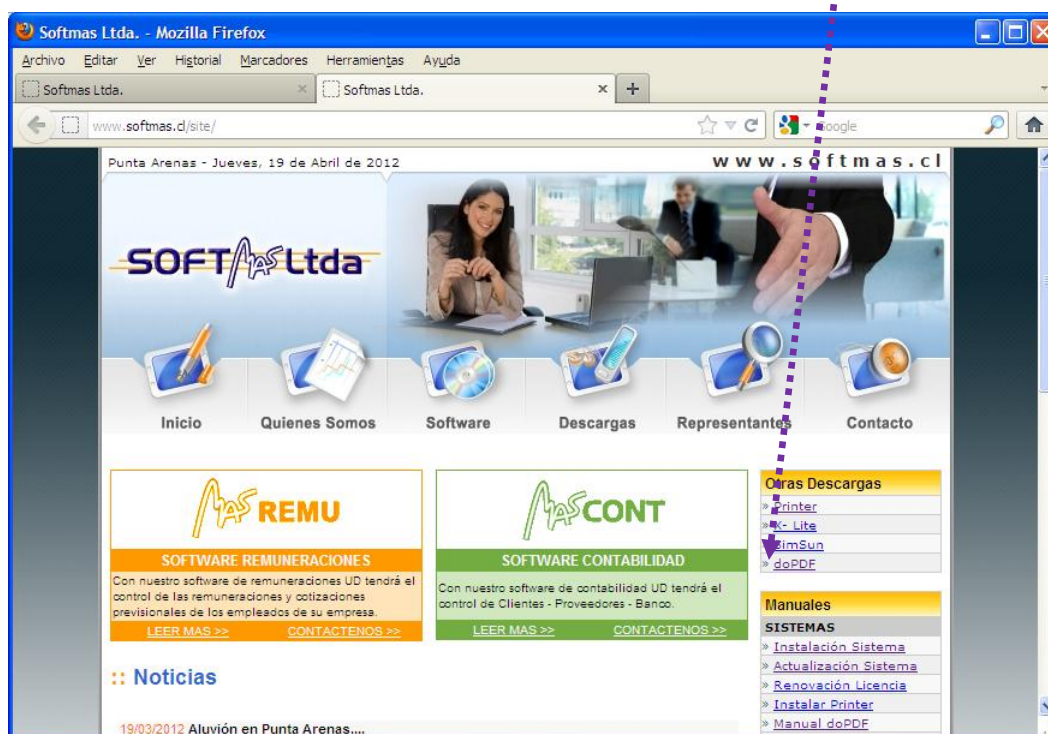 Softmas Ltda. - Mozilla Firefox
Archivo Editar Ver Historial Marcadores Herramientas Ayuda
Softmas Ltda. Softmas Ltda.
www.softmas.cl/site/ Google
Punta Arenas - Jueves, 19 de Abril de 2012 www.softmas.cl
SOFTMAS Ltda
Inicio Quienes Somos Software Descargas Representantes Contacto
MAS REMU
SOFTWARE REMUNERACIONES
Con nuestro software de remuneraciones UD tendrá el
control de las remuneraciones y cotizaciones
previsionales de los empleados de su empresa.
LEER MAS >> CONTACTENOS >>
MAS CONT
SOFTWARE CONTABILIDAD
Con nuestro software de contabilidad UD tendrá el
control de Clientes - Proveedores - Banco.
LEER MAS >> CONTACTENOS >>
Otras Descargas
» Printer
» K- Lite
» SimSun
» doPDF
Manuales
SISTEMAS
» Instalación Sistema
» Actualización Sistema
» Renovación Licencia
» Instalar Printer
» Manual doPDF
:: Noticias
19/03/2012 Aluvión en Punta Arenas....